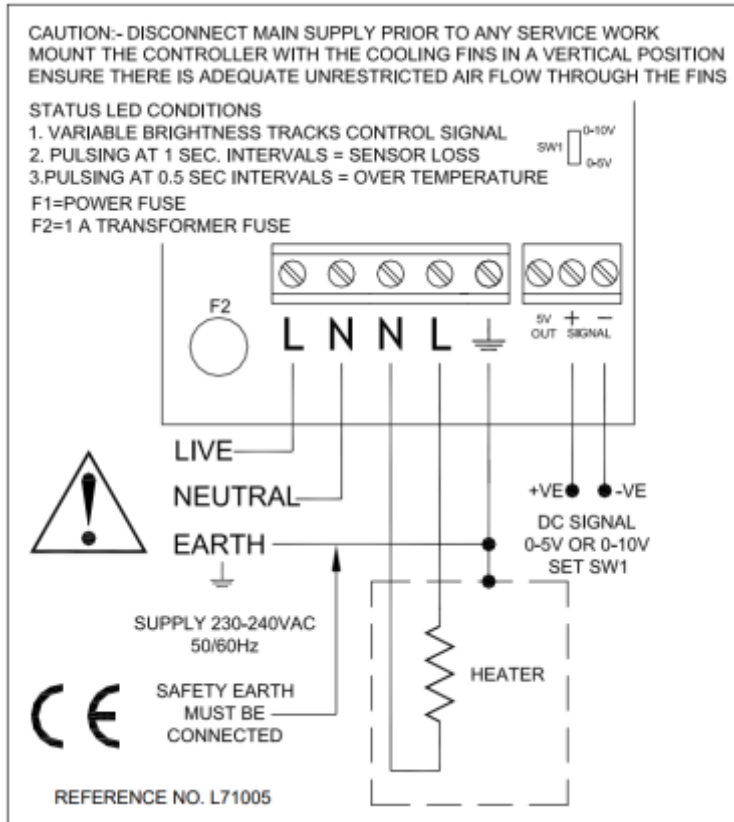 CAUTION:- DISCONNECT MAIN SUPPLY PRIOR TO ANY SERVICE WORK
MOUNT THE CONTROLLER WITH THE COOLING FINS IN A VERTICAL POSITION
ENSURE THERE IS ADEQUATE UNRESTRICTED AIR FLOW THROUGH THE FINS
STATUS LED CONDITIONS
1. VARIABLE BRIGHTNESS TRACKS CONTROL SIGNAL
2. PULSING AT 1 SEC. INTERVALS = SENSOR LOSS
3.PULSING AT 0.5 SEC INTERVALS = OVER TEMPERATURE
F1=POWER FUSE
F2=1 A TRANSFORMER FUSE
SW1
0-10V
0-5V
F2
L N N L
5V OUT
+ −
SIGNAL
LIVE
NEUTRAL
EARTH
+VE -VE
DC SIGNAL
0-5V OR 0-10V
SET SW1
SUPPLY 230-240VAC
50/60Hz
SAFETY EARTH
MUST BE
CONNECTED
HEATER
CE
REFERENCE NO. L71005